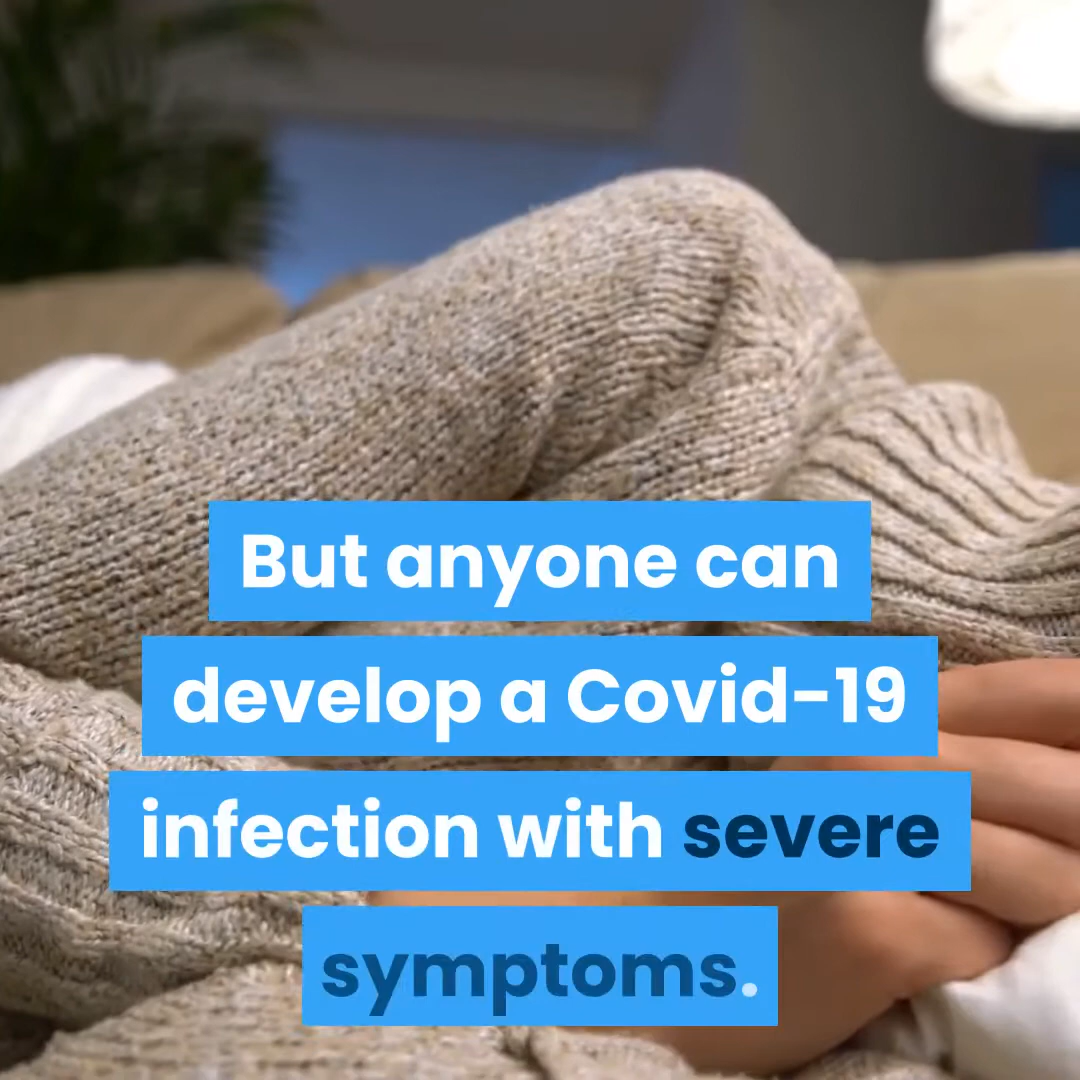 But anyone can
develop a Covid-19
infection with severe
symptoms.